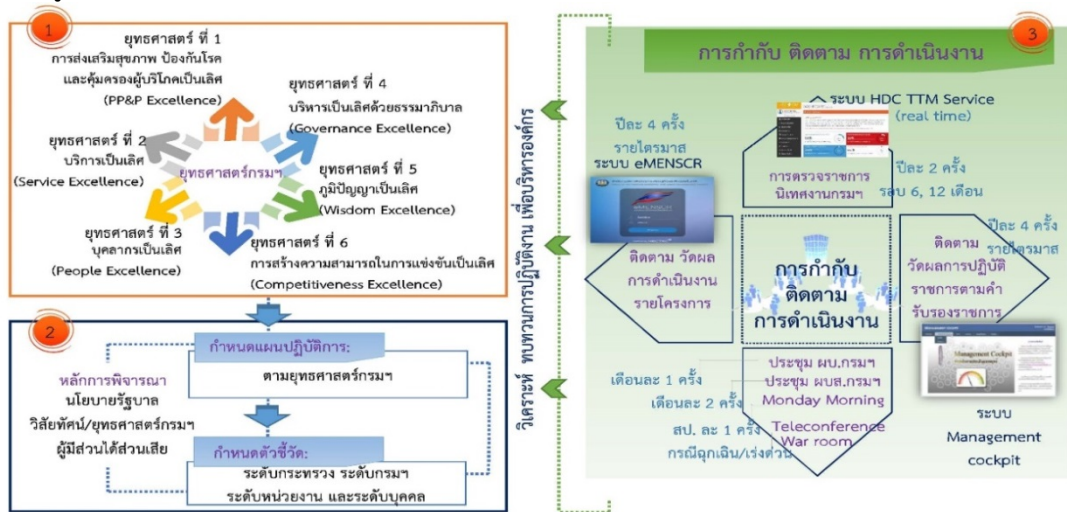 1
ยุทธศาสตร์ ที่ 1
การส่งเสริมสุขภาพ ป้องกันโรค
และคุ้มครองผู้บริโภคเป็นเลิศ
(PP&P Excellence)
ยุทธศาสตร์ ที่ 4
บริหารเป็นเลิศด้วยธรรมาภิบาล
(Governance Excellence)
ยุทธศาสตร์ ที่ 2
บริการเป็นเลิศ
(Service Excellence)
ยุทธศาสตร์กรมฯ
ยุทธศาสตร์ ที่ 5
ภูมิปัญญาเป็นเลิศ
(Wisdom Excellence)
ยุทธศาสตร์ ที่ 3
บุคลากรเป็นเลิศ
(People Excellence)
ยุทธศาสตร์ ที่ 6
การสร้างความสามารถในการแข่งขันเป็นเลิศ
(Competitiveness Excellence)
2
กำหนดแผนปฏิบัติการ:
ตามยุทธศาสตร์กรมฯ
หลักการพิจารณา
นโยบายรัฐบาล
วิสัยทัศน์/ยุทธศาสตร์กรมฯ
ผู้มีส่วนได้ส่วนเสีย
กำหนดตัวชี้วัด:
ระดับกระทรวง ระดับกรมฯ
ระดับหน่วยงาน และระดับบุคคล
วิเคราะห์ ทบทวนการปฏิบัติงาน เพื่อบริหารองค์การ
3
การกำกับ ติดตาม การดำเนินงาน
ระบบ HDC TTM Service
(real time)
ปีละ 4 ครั้ง
รายไตรมาส
ระบบ eMENSCR
การตรวจราชการ
นิเทศงานกรมฯ
ปีละ 2 ครั้ง
รอบ 6, 12 เดือน
ติดตาม วัดผล
การดำเนินงาน
รายโครงการ
การกำกับ
ติดตาม
การดำเนินงาน
ปีละ 4 ครั้ง
รายไตรมาส
ติดตาม
วัดผลการปฏิบัติ
ราชการตามคำ
รับรองราชการ
Management Cockpit
ระบบ
Management
cockpit
เดือนละ 1 ครั้ง
ประชุม ผบ.กรมฯ
เดือนละ 2 ครั้ง
ประชุม ผบส.กรมฯ
Monday Morning
สป. ละ 1 ครั้ง
Teleconference
กรณีฉุกเฉิน/เร่งด่วน
War room